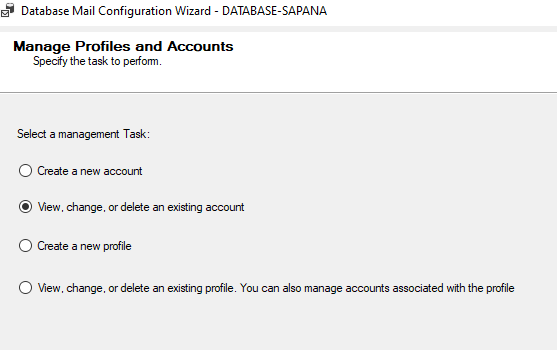 Database Mail Configuration Wizard - DATABASE-SAPANA
Manage Profiles and Accounts
Specify the task to perform.
Select a management Task:
Create a new account
View, change, or delete an existing account
Create a new profile
View, change, or delete an existing profile. You can also manage accounts associated with the profile